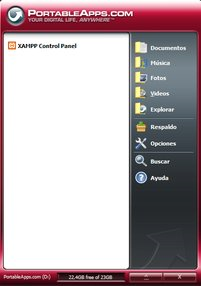 PORTABLEAPPS.COM
YOUR DIGITAL LIFE, ANYWHERE™
XAMPP Control Panel
Documentos
Música
Fotos
Videos
Explorar
Respaldo
Opciones
Buscar
Ayuda
PortableApps.com (D:)
22.4GB free of 23GB
^
X